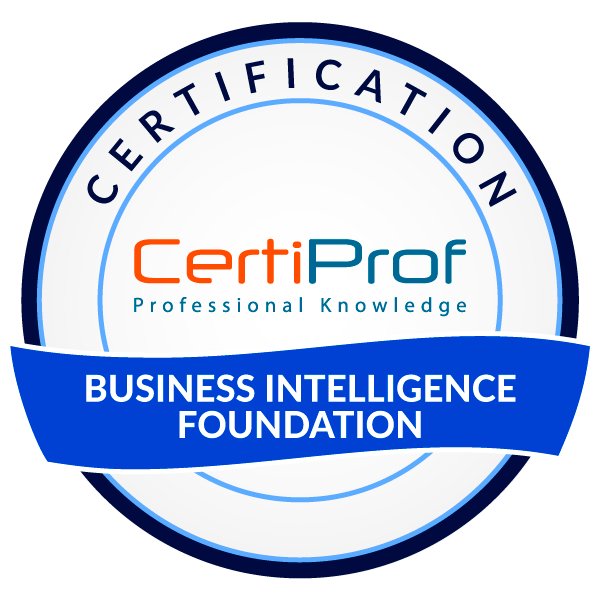 CERTIFICATION
CertiProf
Professional Knowledge
BUSINESS INTELLIGENCE
FOUNDATION